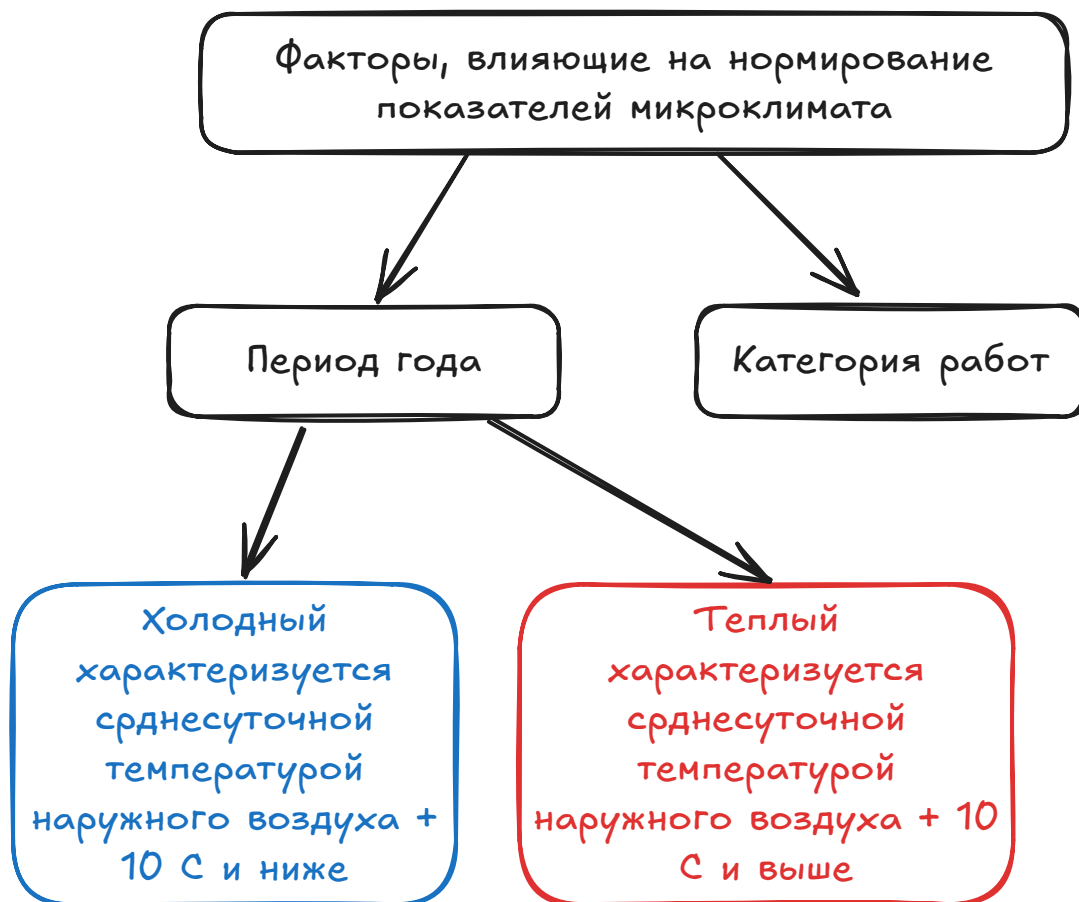 Факторы, влияющие на нормирование
показателей микроклимата
Период года
Категория работ
Холодный
характеризуется
срднесуточной
температурой
наружного воздуха +
10 С и ниже
Теплый
характеризуется
срднесуточной
температурой
наружного воздуха + 10
С и выше